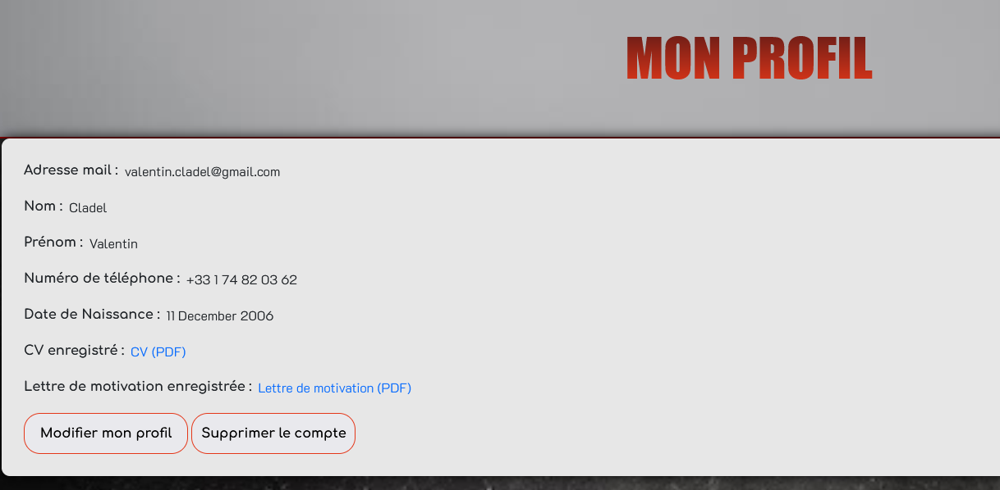 MON PROFIL
Adresse mail : valentin.cladel@gmail.com
Nom : Cladel
Prénom : Valentin
Numéro de téléphone : +33 1 74 82 03 62
Date de Naissance : 11 December 2006
CV enregistré : CV (PDF)
Lettre de motivation enregistrée : Lettre de motivation (PDF)
Modifier mon profil Supprimer le compte